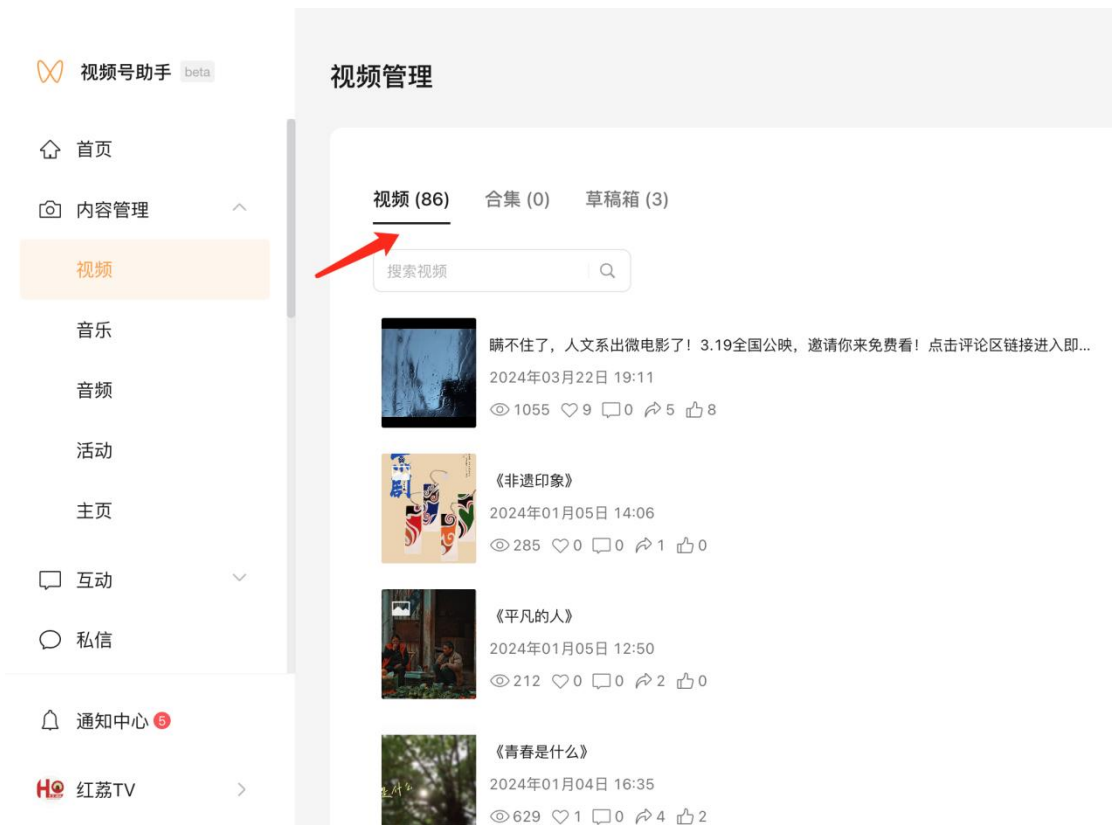 视频号助手 beta
首页
内容管理
视频
音乐
音频
活动
主页
互动
私信
通知中心 5
红荔TV
视频管理
视频 (86) 合集 (0) 草稿箱 (3)
搜索视频
瞒不住了，人文系出微电影了！3.19全国公映，邀请你来免费看！点击评论区链接进入即...
2024年03月22日 19:11
1055 9 0 5 8
《非遗印象》
2024年01月05日 14:06
285 0 0 1 0
《平凡的人》
2024年01月05日 12:50
212 0 0 2 0
《青春是什么》
2024年01月04日 16:35
629 1 0 4 2